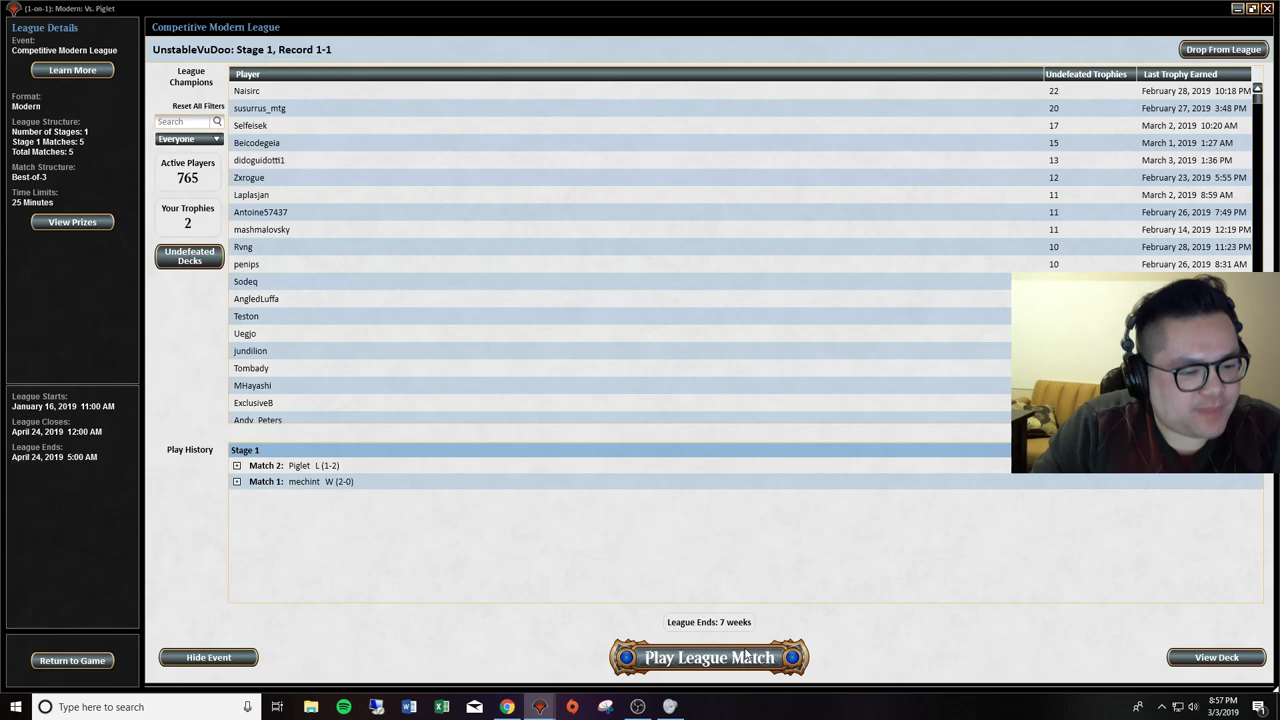 (1-on-1): Modern: Vs. Piglet
League Details
Event:
Competitive Modern League
Learn More
Format:
Modern
League Structure:
Number of Stages: 1
Stage 1 Matches: 5
Total Matches: 5
Match Structure:
Best-of-3
Time Limits:
25 Minutes
View Prizes
League Starts:
January 16, 2019 11:00 AM
League Closes:
April 24, 2019 12:00 AM
League Ends:
April 24, 2019 5:00 AM
Return to Game
Competitive Modern League
UnstableVuDoo: Stage 1, Record 1-1
Drop From League
League Champions
Reset All Filters
Search
Everyone
Active Players
765
Your Trophies
2
Undefeated Decks
Player Undefeated Trophies Last Trophy Earned
Naisirc 22 February 28, 2019 10:18 PM
susurrus_mtg 20 February 27, 2019 3:48 PM
Selfeisek 17 March 2, 2019 10:20 AM
Beicodegeia 15 March 1, 2019 1:27 AM
didoguidotti1 13 March 3, 2019 1:36 PM
Zxrogue 12 February 23, 2019 5:55 PM
Laplasjan 11 March 2, 2019 8:59 AM
Antoine57437 11 February 26, 2019 7:49 PM
mashmalovsky 11 February 14, 2019 12:19 PM
Rvng 10 February 28, 2019 11:23 PM
penips 10 February 26, 2019 8:31 AM
Sodeq
AngledLuffa
Teston
Uegjo
jundilion
Tombady
MHayashi
ExclusiveB
Andy_Peters
Play History
Stage 1
Match 2: Piglet L (1-2)
Match 1: mechint W (2-0)
League Ends: 7 weeks
Hide Event
Play League Match
View Deck
Type here to search
8:57 PM
3/3/2019